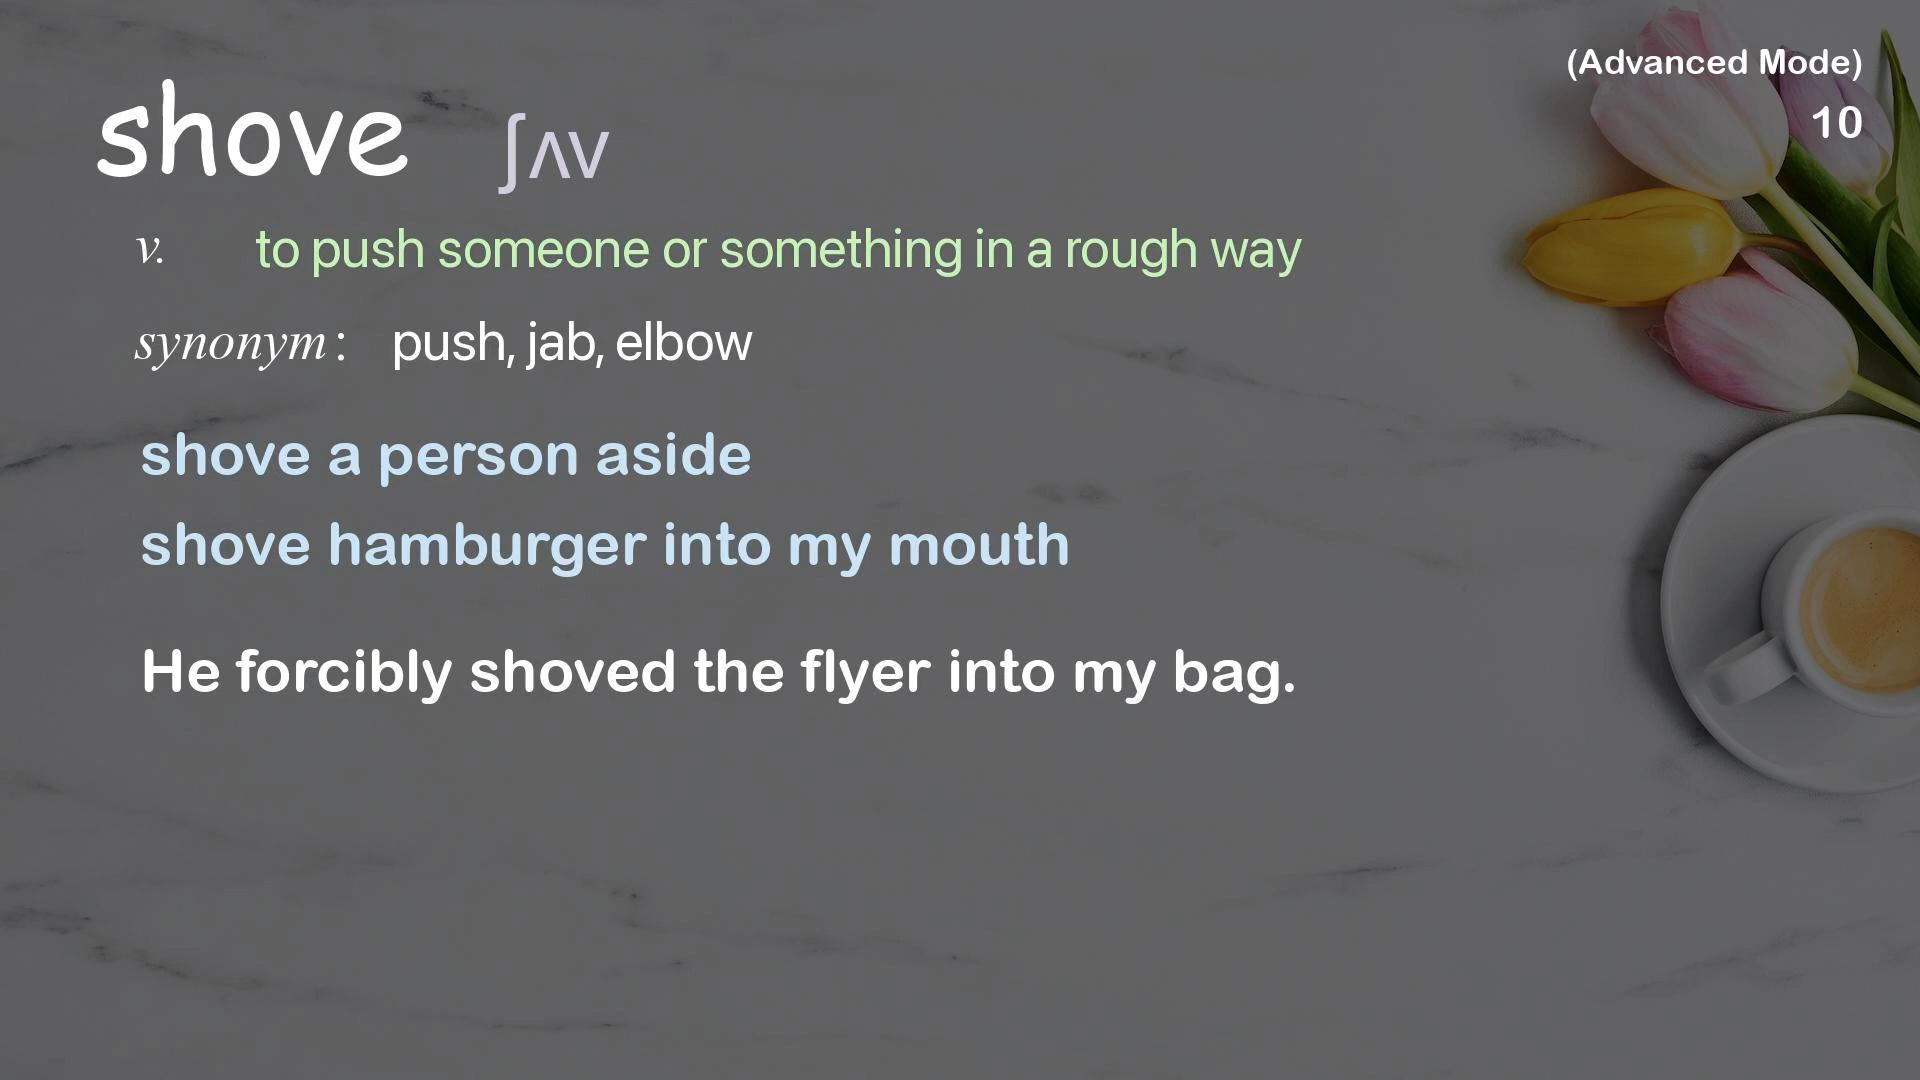 (Advanced Mode)
10
shove ʃʌv
v. to push someone or something in a rough way
synonym : push, jab, elbow
shove a person aside
shove hamburger into my mouth
He forcibly shoved the flyer into my bag.